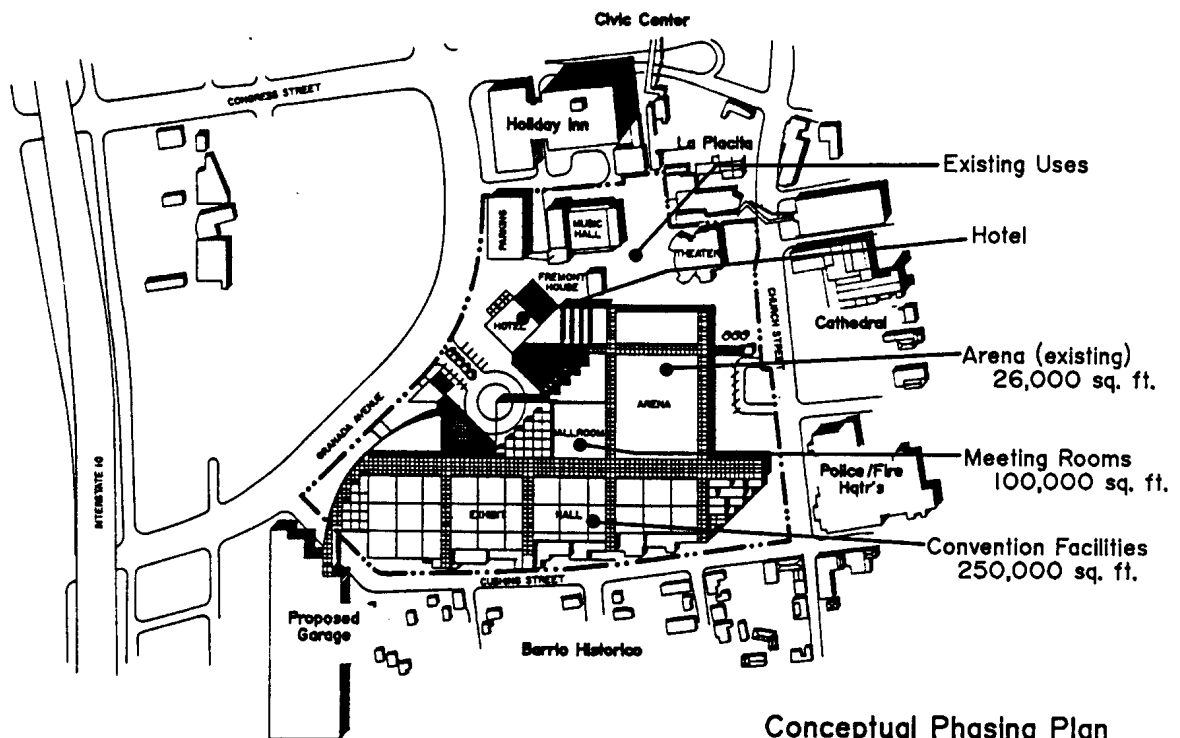 Civic Center
CONGRESS STREET
Holiday Inn
La Placita
Existing Uses
PARKING
MUSIC
HALL
THEATER
Hotel
FREMONT
HOUSE
HOTEL
CHURCH STREET
Cathedral
Arena (existing)
26,000 sq. ft.
ARENA
GRANADA AVENUE
BALLROOM
Meeting Rooms
100,000 sq. ft.
Police/Fire
Hqtr's
INTERSTATE 10
EXHIBIT HALL
Convention Facilities
250,000 sq. ft.
CUSHING STREET
Proposed
Garage
Barrio Historico
Conceptual Phasing Plan